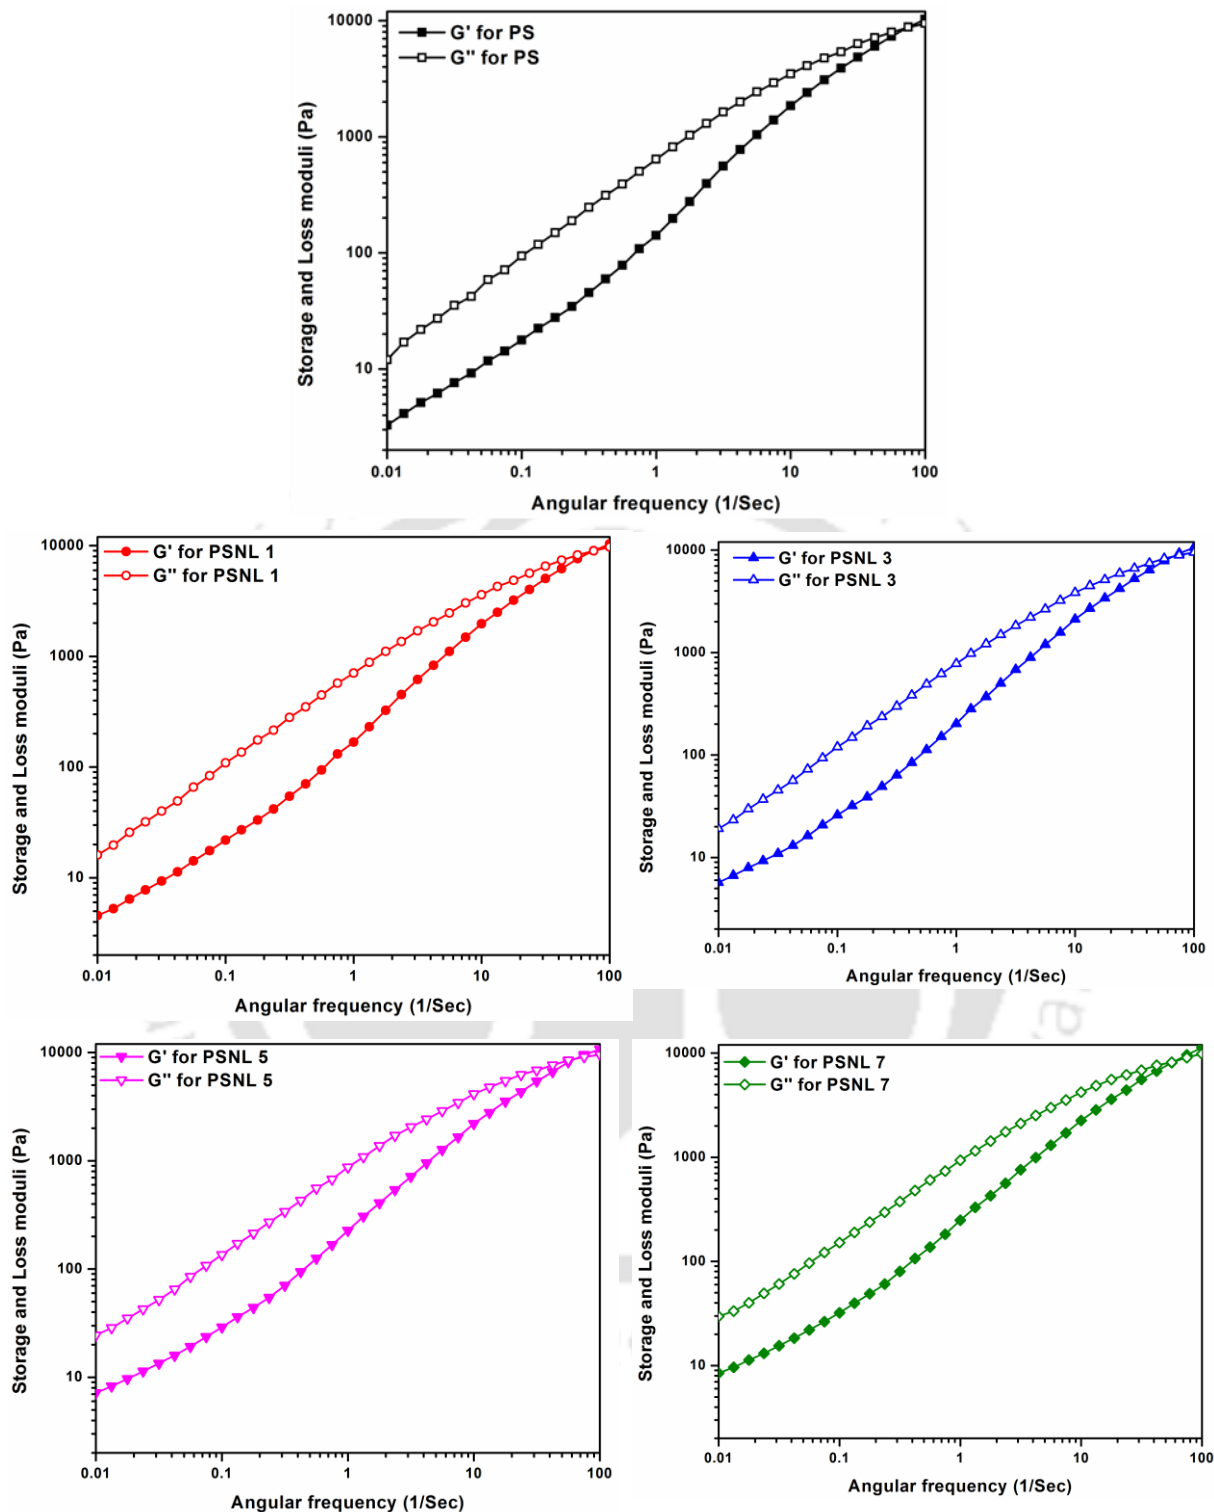 G' for PS
G'' for PS
Storage and Loss moduli (Pa)
10000
1000
100
10
0.01 0.1 1 10 100
Angular frequency (1/Sec)
G' for PSNL 1
G'' for PSNL 1
Storage and Loss moduli (Pa)
10000
1000
100
10
0.01 0.1 1 10 100
Angular frequency (1/Sec)
G' for PSNL 3
G'' for PSNL 3
Storage and Loss moduli (Pa)
10000
1000
100
10
0.01 0.1 1 10 100
Angular frequency (1/Sec)
G' for PSNL 5
G'' for PSNL 5
Storage and Loss moduli (Pa)
10000
1000
100
10
0.01 0.1 1 10 100
Angular frequency (1/Sec)
G' for PSNL 7
G'' for PSNL 7
Storage and Loss moduli (Pa)
10000
1000
100
10
0.01 0.1 1 10 100
Angular frequency (1/Sec)